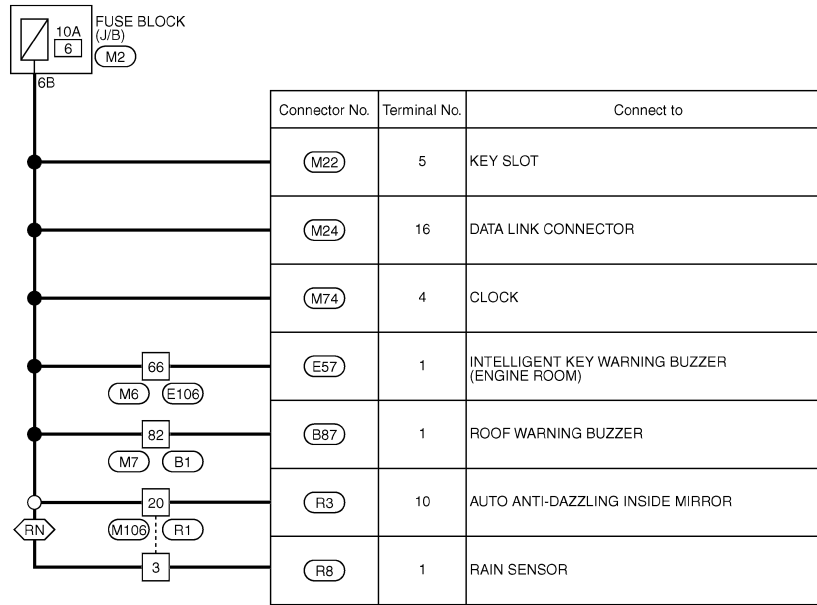 10A
6
FUSE BLOCK
(J/B)
M2
6B
Connector No. Terminal No. Connect to
M22 5 KEY SLOT
M24 16 DATA LINK CONNECTOR
M74 4 CLOCK
66 E57 1 INTELLIGENT KEY WARNING BUZZER
(ENGINE ROOM)
M6 E106
82 B87 1 ROOF WARNING BUZZER
M7 B1
20 R3 10 AUTO ANTI-DAZZLING INSIDE MIRROR
RN M106 R1
3 R8 1 RAIN SENSOR